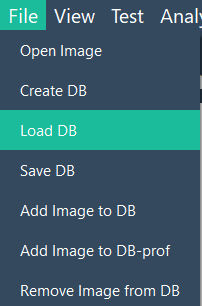 File View Test
Open Image
Create DB
Load DB
Save DB
Add Image to DB
Add Image to DB-prof
Remove Image from DB